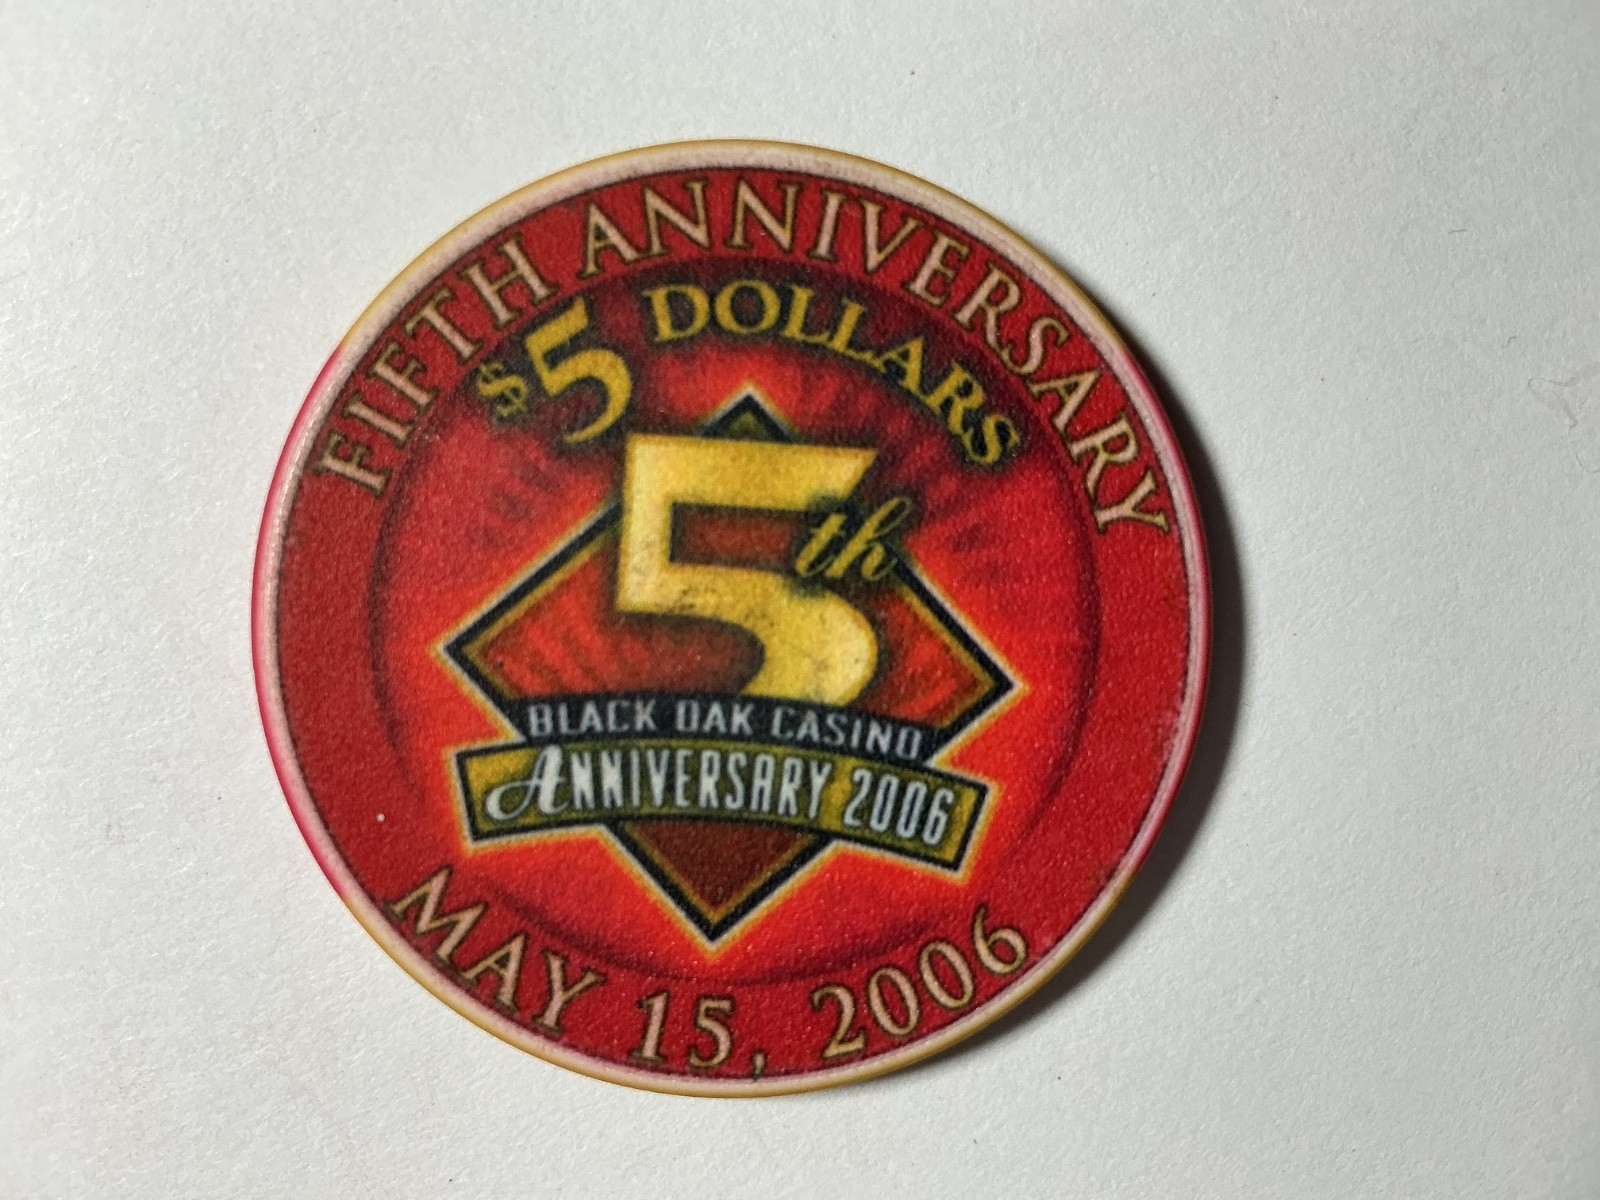 FIFTH ANNIVERSARY
$5 DOLLARS
5th
BLACK OAK CASINO
ANNIVERSARY 2006
MAY 15, 2006